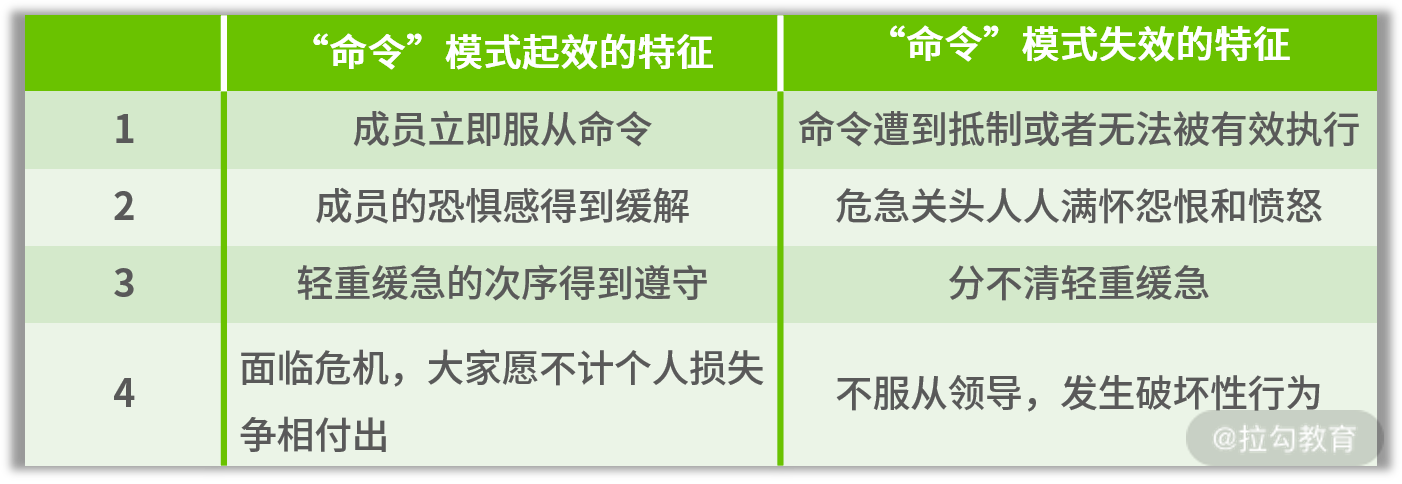 “命令”模式起效的特征
“命令”模式失效的特征
1
成员立即服从命令
命令遭到抵制或者无法被有效执行
2
成员的恐惧感得到缓解
危急关头人人满怀怨恨和愤怒
3
轻重缓急的次序得到遵守
分不清轻重缓急
4
面临危机，大家愿不计个人损失
争相付出
不服从领导，发生破坏性行为
@拉勾教育